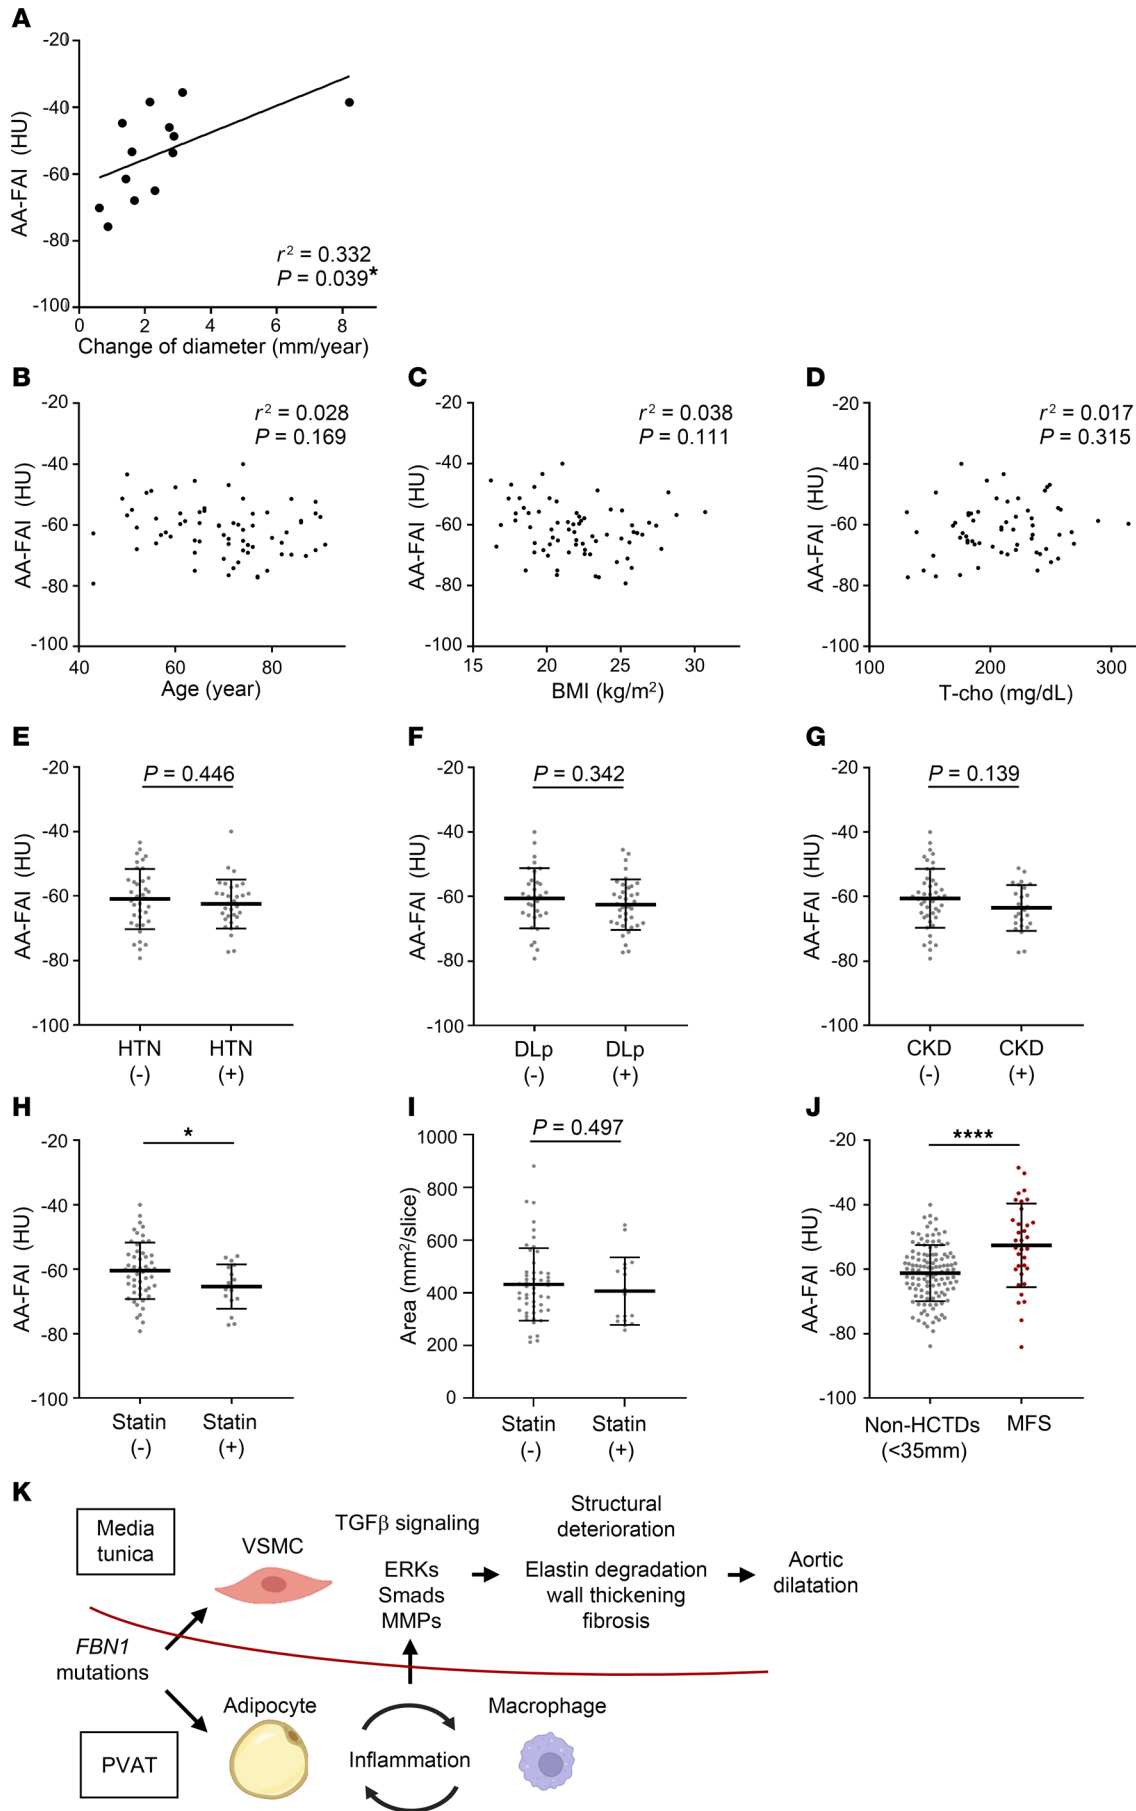 A
-20
-40
-60
-80
-100
AA-FAI (HU)
r² = 0.332
P = 0.039*
0 2 4 6 8
Change of diameter (mm/year)
B
-20
-40
-60
-80
-100
AA-FAI (HU)
r² = 0.028
P = 0.169
40 60 80
Age (year)
C
-20
-40
-60
-80
-100
AA-FAI (HU)
r² = 0.038
P = 0.111
15 20 25 30
BMI (kg/m²)
D
-20
-40
-60
-80
-100
AA-FAI (HU)
r² = 0.017
P = 0.315
100 200 300
T-cho (mg/dL)
E
-20
-40
-60
-80
-100
AA-FAI (HU)
P = 0.446
HTN HTN
(-) (+)
F
-20
-40
-60
-80
-100
AA-FAI (HU)
P = 0.342
DLp DLp
(-) (+)
G
-20
-40
-60
-80
-100
AA-FAI (HU)
P = 0.139
CKD CKD
(-) (+)
H
-20
-40
-60
-80
-100
AA-FAI (HU)
*
Statin Statin
(-) (+)
I
1000
800
600
400
200
0
Area (mm²/slice)
P = 0.497
Statin Statin
(-) (+)
J
-20
-40
-60
-80
-100
AA-FAI (HU)
****
Non-HCTDs MFS
(<35mm)
K
Media
tunica
VSMC
TGFβ signaling
ERKs
Smads
MMPs
Structural
deterioration
Elastin degradation
wall thickening
fibrosis
Aortic
dilatation
FBN1
mutations
PVAT
Adipocyte
Inflammation
Macrophage